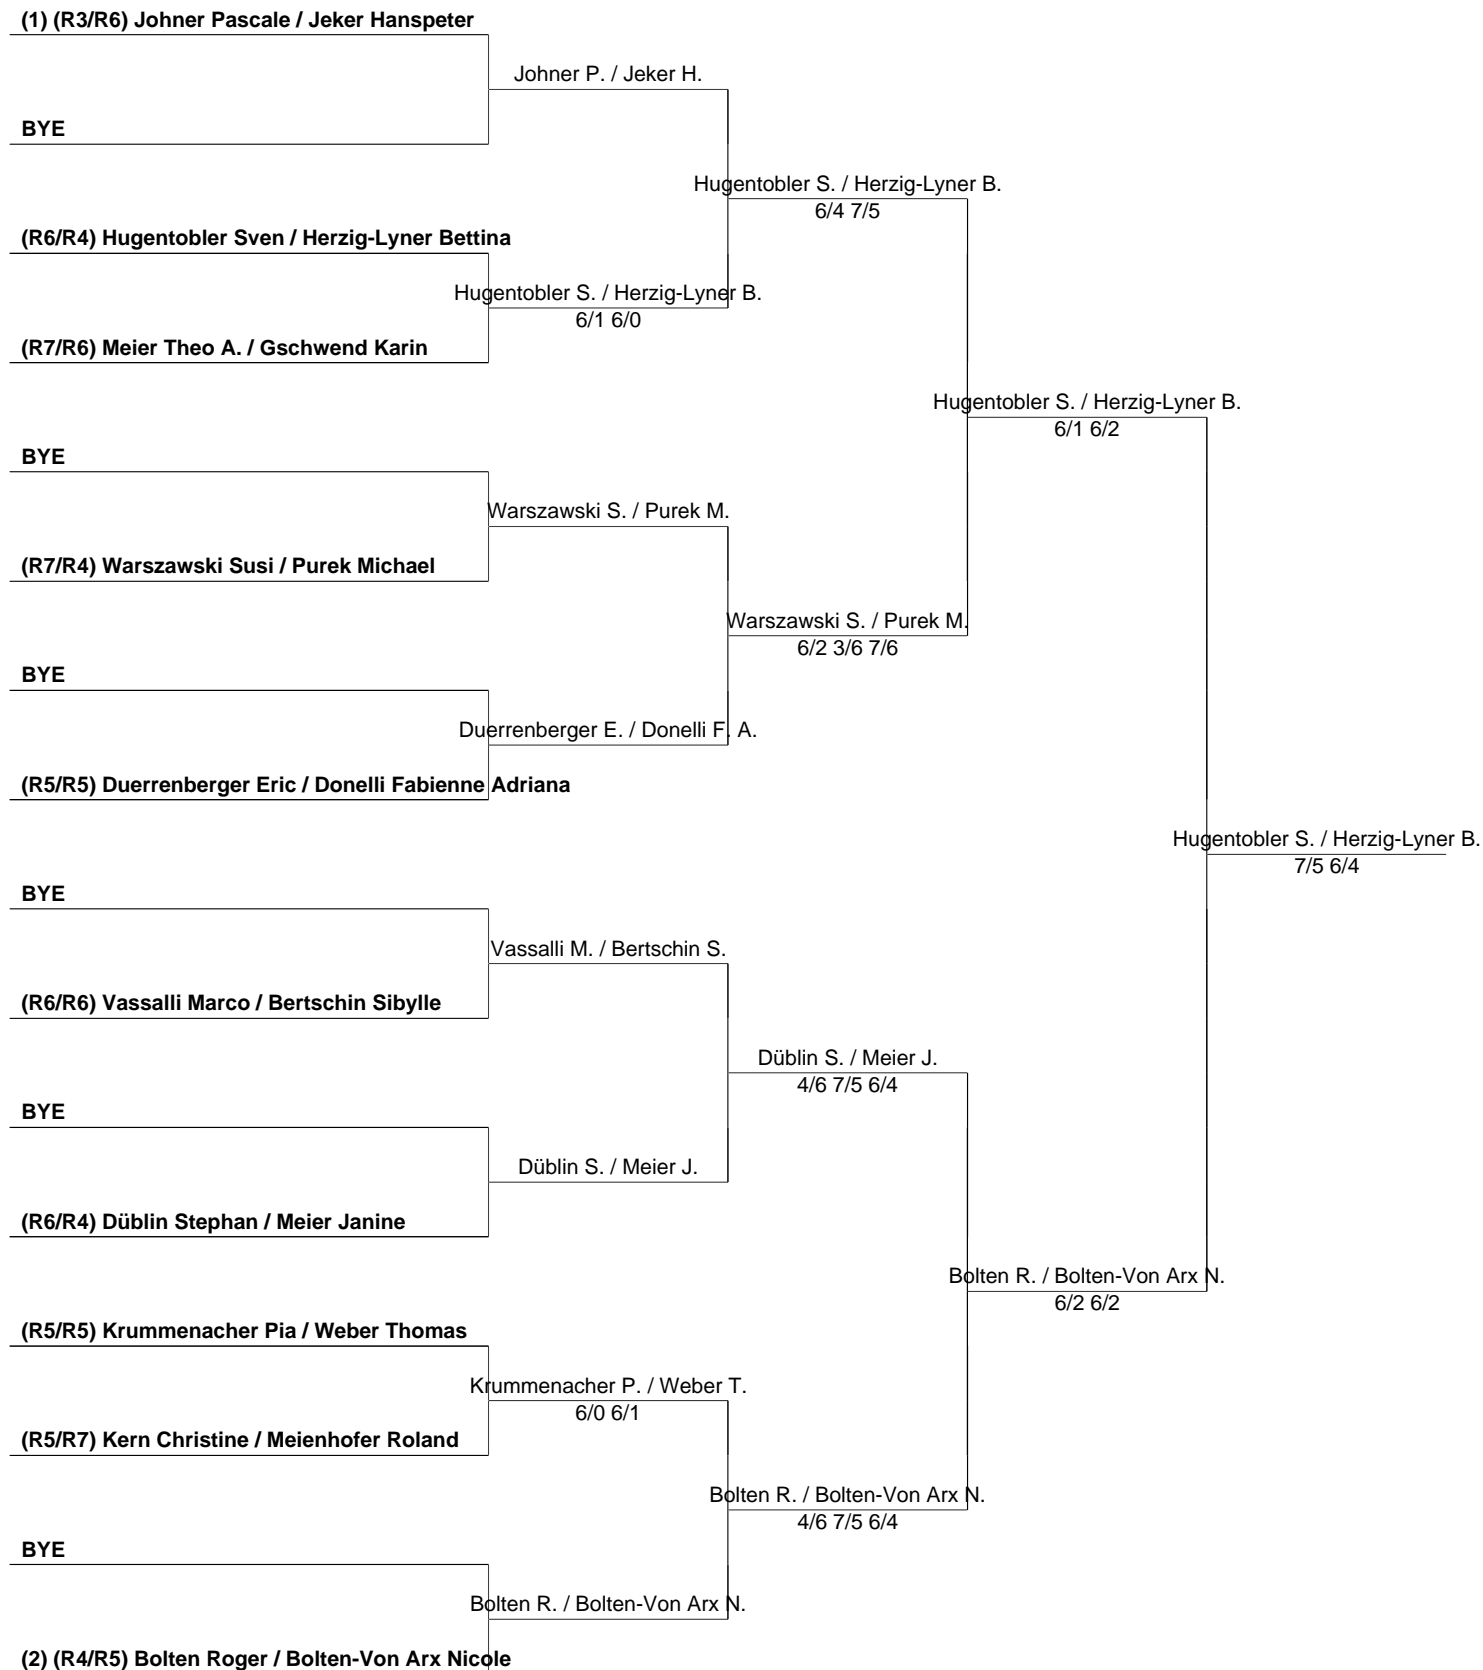 (1) (R3/R6) Johner Pascale / Jeker Hanspeter
Johner P. / Jeker H.
BYE
Hugentobler S. / Herzig-Lyner B.
6/4 7/5
(R6/R4) Hugentobler Sven / Herzig-Lyner Bettina
Hugentobler S. / Herzig-Lyner B.
6/1 6/0
(R7/R6) Meier Theo A. / Gschwend Karin
Hugentobler S. / Herzig-Lyner B.
6/1 6/2
BYE
Warszawski S. / Purek M.
(R7/R4) Warszawski Susi / Purek Michael
Warszawski S. / Purek M.
6/2 3/6 7/6
BYE
Duerrenberger E. / Donelli F. A.
(R5/R5) Duerrenberger Eric / Donelli Fabienne Adriana
Hugentobler S. / Herzig-Lyner B.
7/5 6/4
BYE
Vassalli M. / Bertschin S.
(R6/R6) Vassalli Marco / Bertschin Sibylle
Düblin S. / Meier J.
4/6 7/5 6/4
BYE
Düblin S. / Meier J.
(R6/R4) Düblin Stephan / Meier Janine
Bolten R. / Bolten-Von Arx N.
6/2 6/2
(R5/R5) Krummenacher Pia / Weber Thomas
Krummenacher P. / Weber T.
6/0 6/1
(R5/R7) Kern Christine / Meienhofer Roland
Bolten R. / Bolten-Von Arx N.
4/6 7/5 6/4
BYE
Bolten R. / Bolten-Von Arx N.
(2) (R4/R5) Bolten Roger / Bolten-Von Arx Nicole